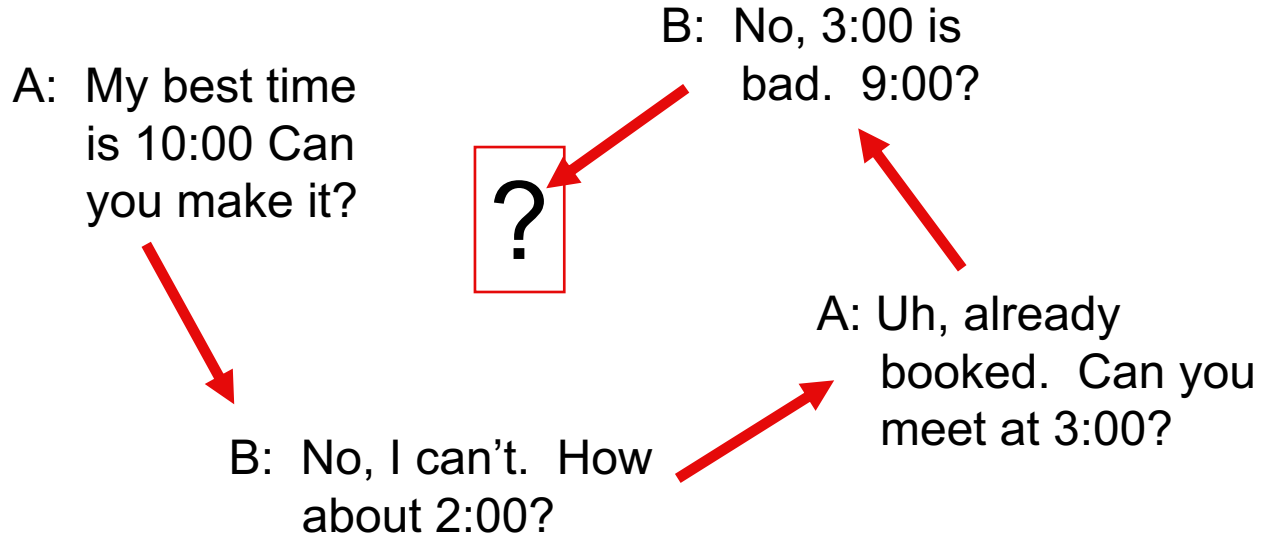 A: My best time
is 10:00 Can
you make it?
B: No, I can’t. How
about 2:00?
A: Uh, already
booked. Can you
meet at 3:00?
B: No, 3:00 is
bad. 9:00?
?